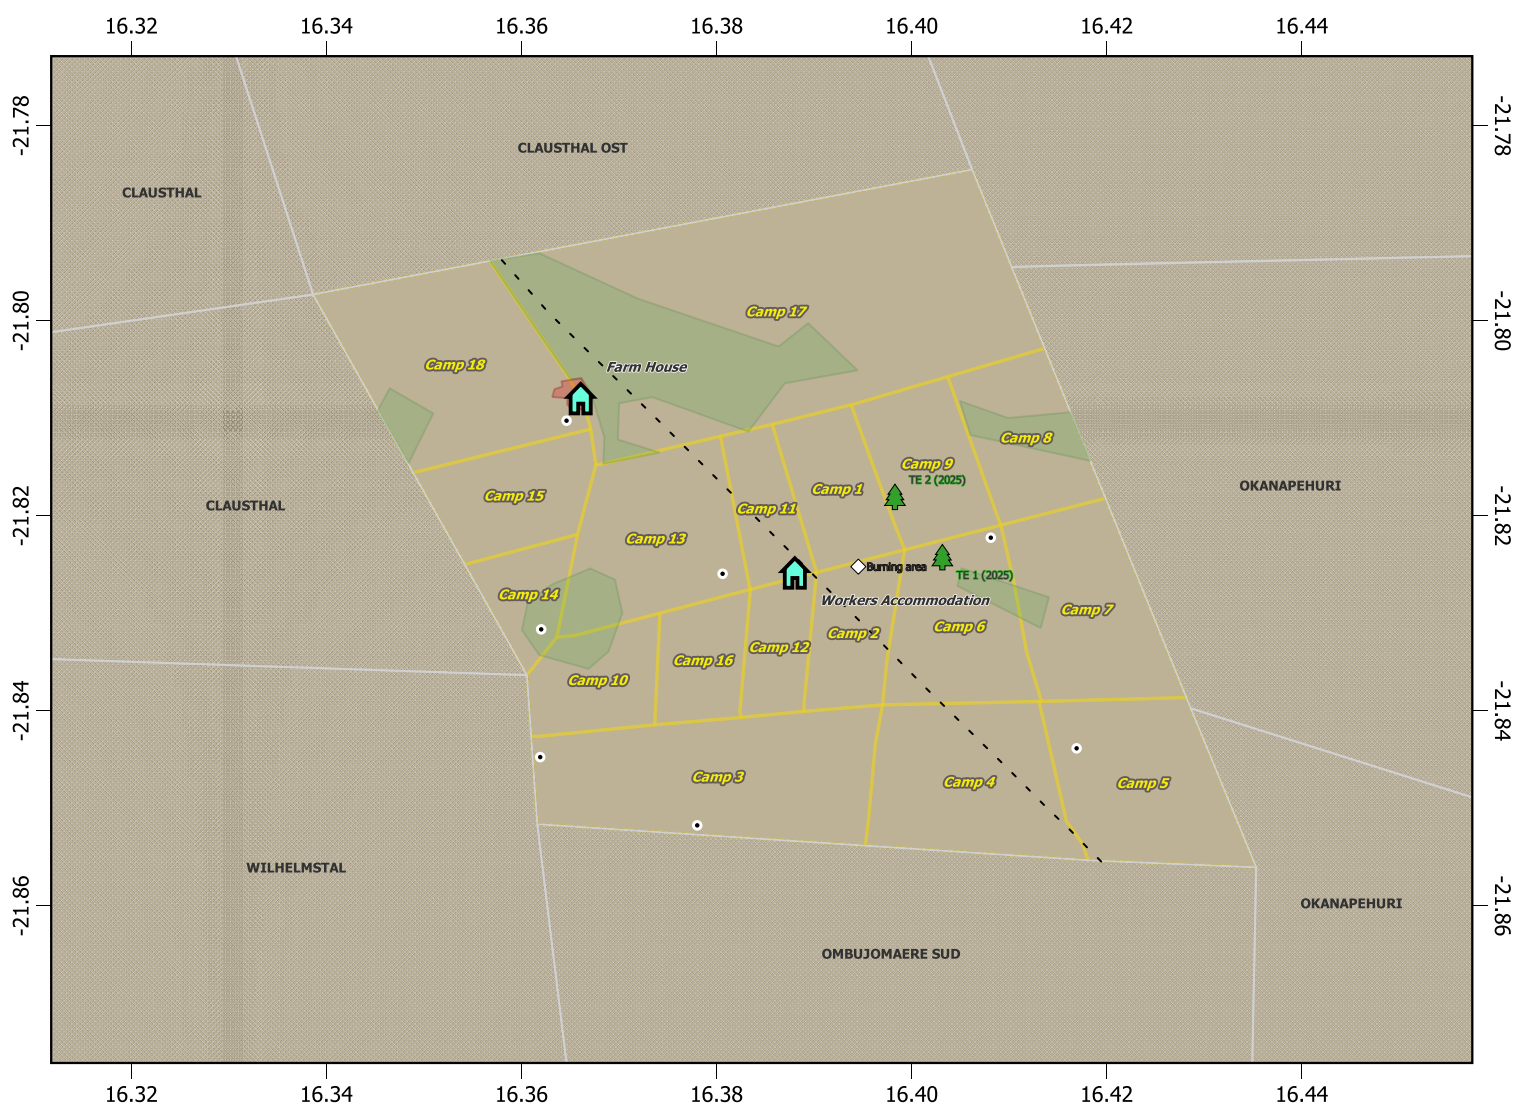 16.32 16.34 16.36 16.38 16.40 16.42 16.44
-21.78 -21.78
CLAUSTHAL OST
CLAUSTHAL
-21.80 -21.80
Camp 17
Camp 18
Farm House
Camp 8
Camp 9
TE 2 (2025)
OKANAPEHURI
Camp 1
Camp 15
CLAUSTHAL
Camp 11
-21.82 -21.82
Camp 13
Burning area
TE 1 (2025)
Camp 14
Workers Accommodation
Camp 7
Camp 6
Camp 2
Camp 12
Camp 16
Camp 10
-21.84 -21.84
Camp 3
Camp 4
Camp 5
WILHELMSTAL
-21.86 -21.86
OKANAPEHURI
OMBUJOMAERE SUD
16.32 16.34 16.36 16.38 16.40 16.42 16.44